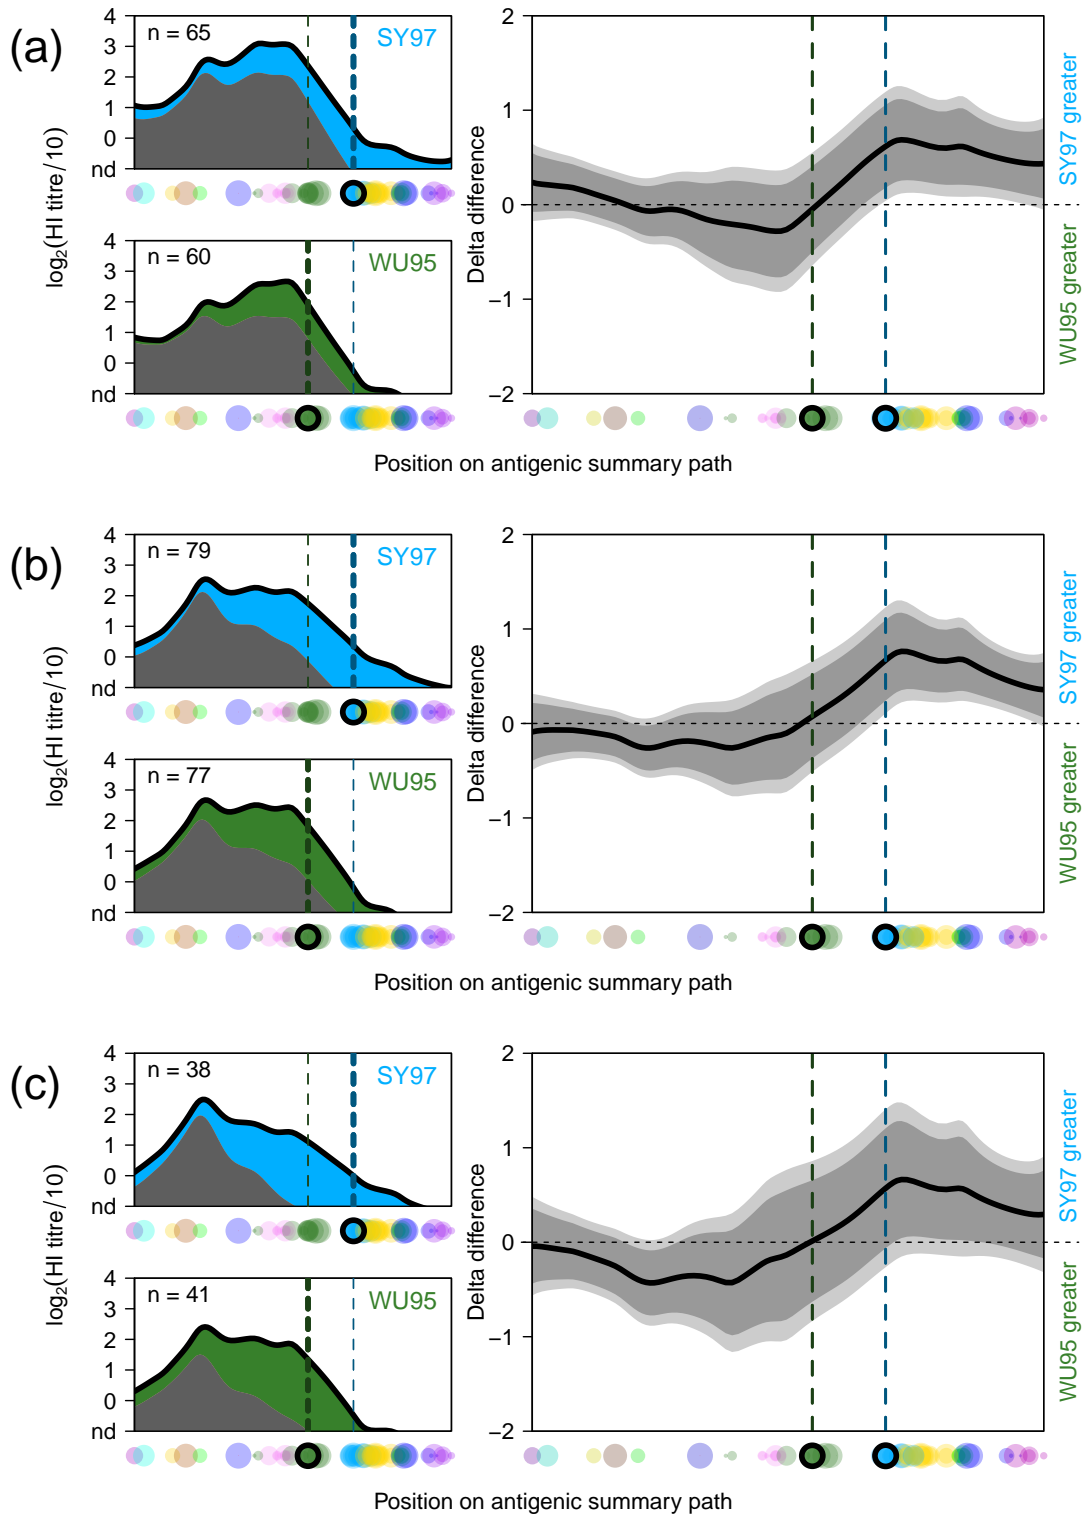 (a)
n = 65
SY97
4
3
2
1
0
nd
n = 60
WU95
4
3
2
1
0
nd
log2(HI titre/10)
2
1
0
−1
−2
Delta difference
SY97 greater
WU95 greater
Position on antigenic summary path
(b)
n = 79
SY97
4
3
2
1
0
nd
n = 77
WU95
4
3
2
1
0
nd
log2(HI titre/10)
2
1
0
−1
−2
Delta difference
SY97 greater
WU95 greater
Position on antigenic summary path
(c)
n = 38
SY97
4
3
2
1
0
nd
n = 41
WU95
4
3
2
1
0
nd
log2(HI titre/10)
2
1
0
−1
−2
Delta difference
SY97 greater
WU95 greater
Position on antigenic summary path